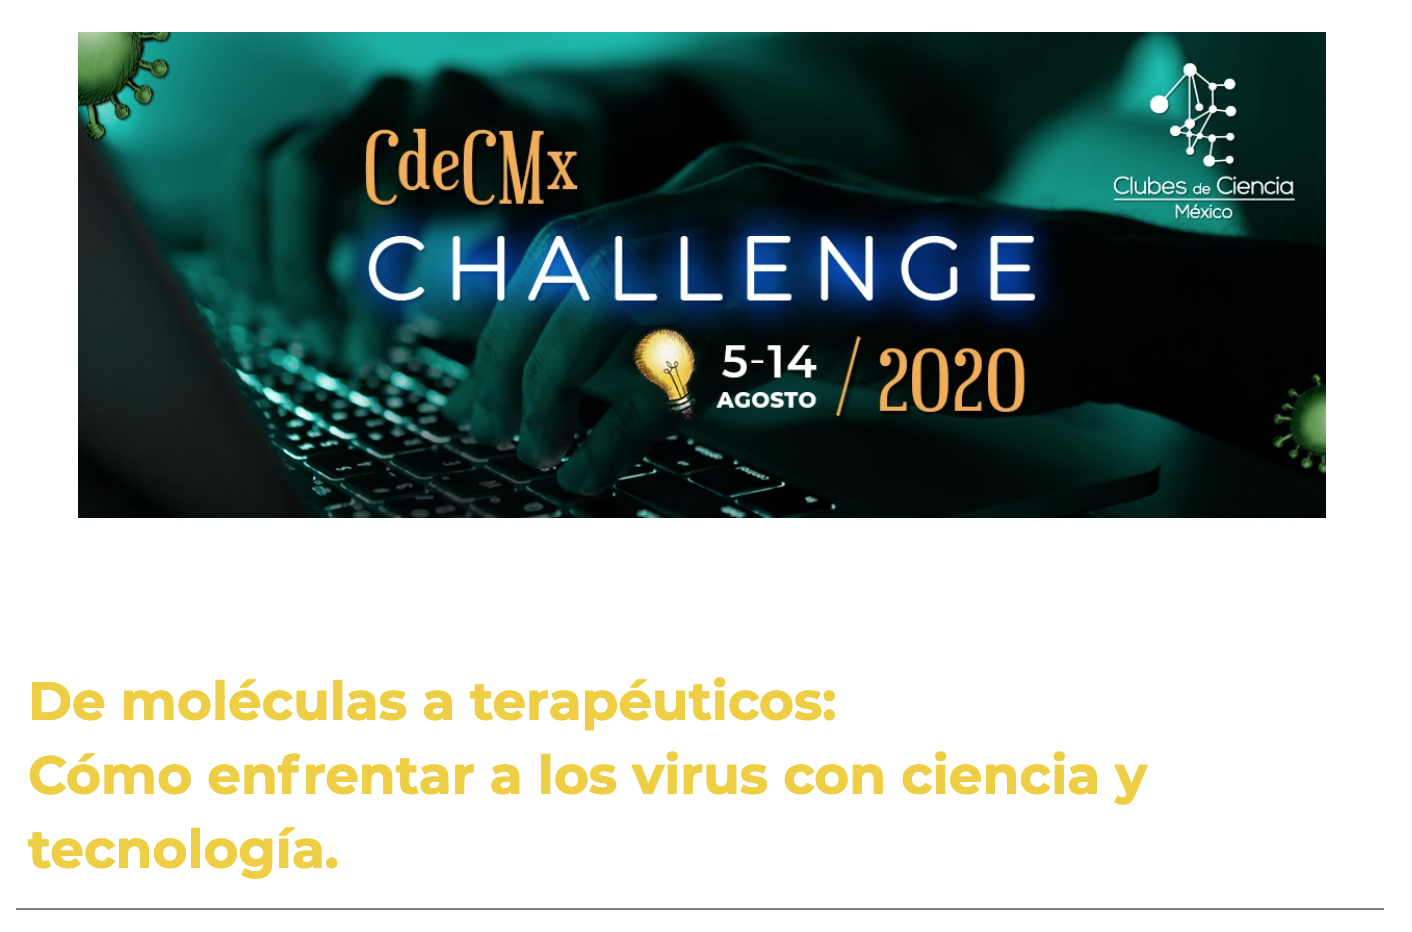 CdeCMx
CHALLENGE
5-14
AGOSTO
/ 2020
Clubes de Ciencia
México
De moléculas a terapéuticos:
Cómo enfrentar a los virus con ciencia y
tecnología.